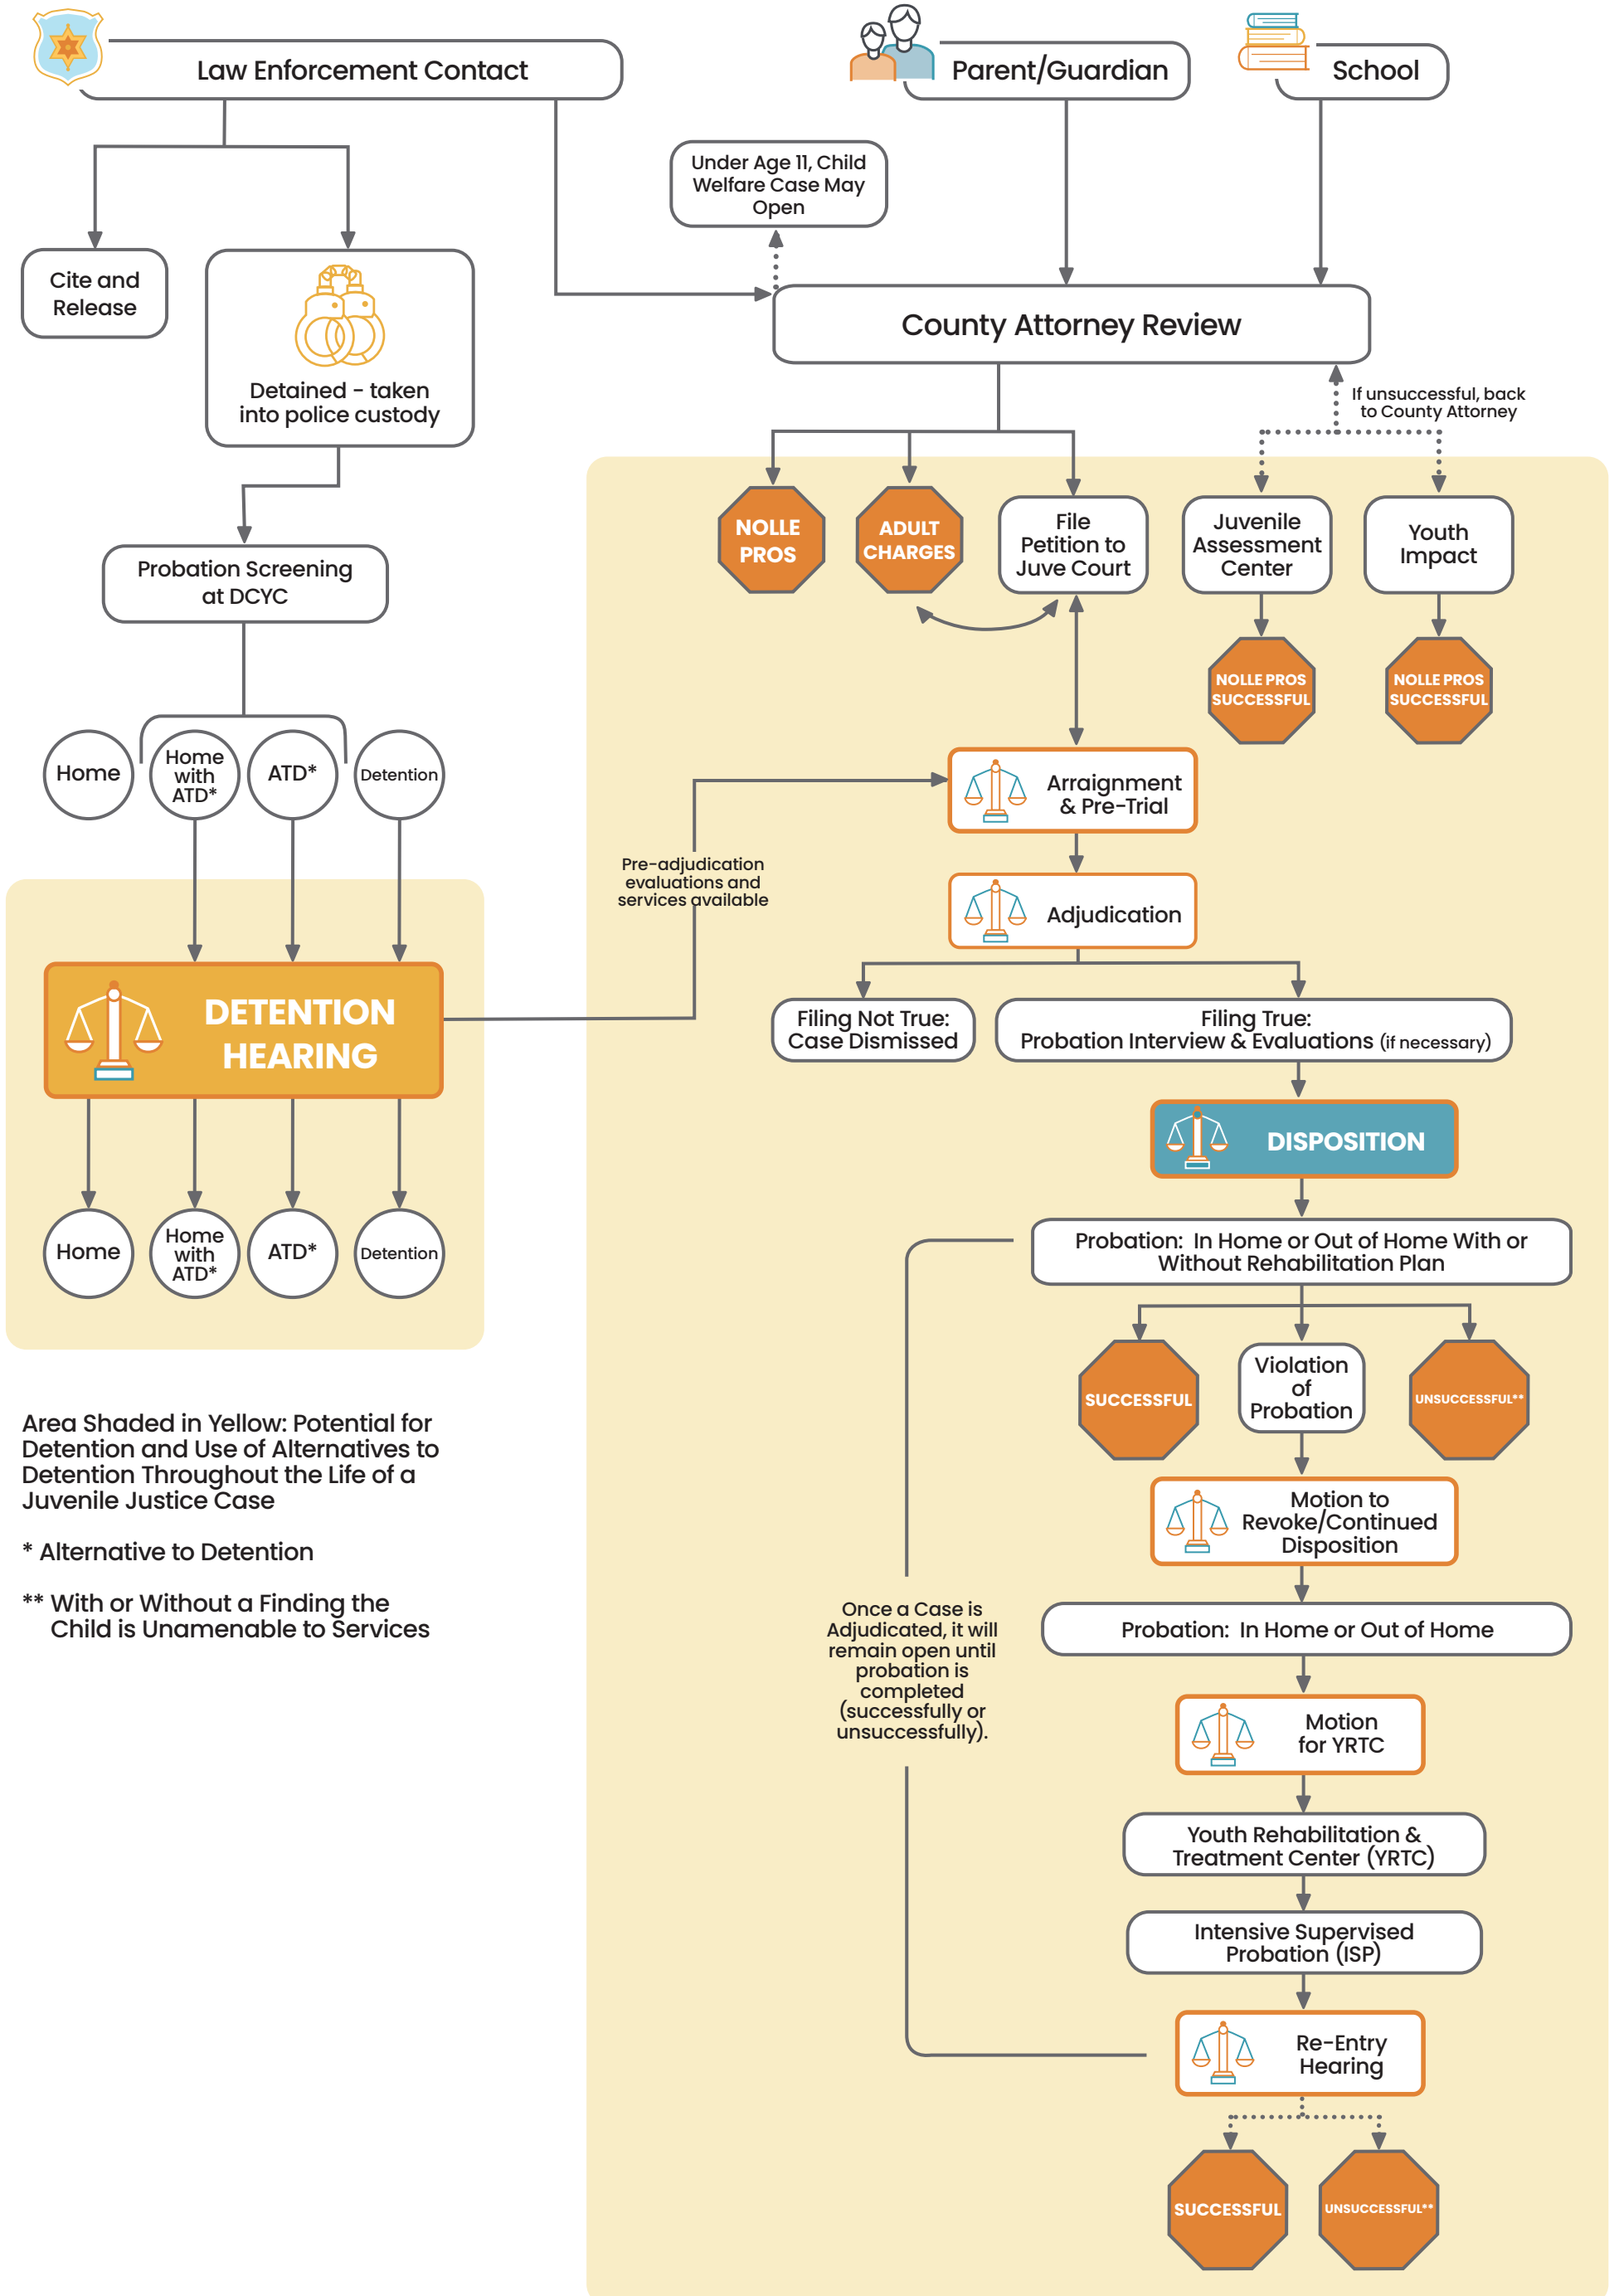 Law Enforcement Contact
Parent/Guardian
School
Under Age 11, Child
Welfare Case May
Open
Cite and
Release
Detained - taken
into police custody
County Attorney Review
If unsuccessful, back
to County Attorney
NOLLE
PROS
ADULT
CHARGES
File
Petition to
Juve Court
Juvenile
Assessment
Center
Youth
Impact
Probation Screening
at DCYC
NOLLE PROS
SUCCESSFUL
NOLLE PROS
SUCCESSFUL
Home
Home
with
ATD*
ATD*
Detention
Arraignment
& Pre-Trial
Pre-adjudication
evaluations and
services available
Adjudication
DETENTION
HEARING
Filing Not True:
Case Dismissed
Filing True:
Probation Interview & Evaluations (if necessary)
DISPOSITION
Home
Home
with
ATD*
ATD*
Detention
Probation: In Home or Out of Home With or
Without Rehabilitation Plan
SUCCESSFUL
Violation
of
Probation
UNSUCCESSFUL**
Area Shaded in Yellow: Potential for
Detention and Use of Alternatives to
Detention Throughout the Life of a
Juvenile Justice Case
* Alternative to Detention
** With or Without a Finding the
Child is Unamenable to Services
Motion to
Revoke/Continued
Disposition
Once a Case is
Adjudicated, it will
remain open until
probation is
completed
(successfully or
unsuccessfully).
Probation: In Home or Out of Home
Motion
for YRTC
Youth Rehabilitation &
Treatment Center (YRTC)
Intensive Supervised
Probation (ISP)
Re-Entry
Hearing
SUCCESSFUL
UNSUCCESSFUL**